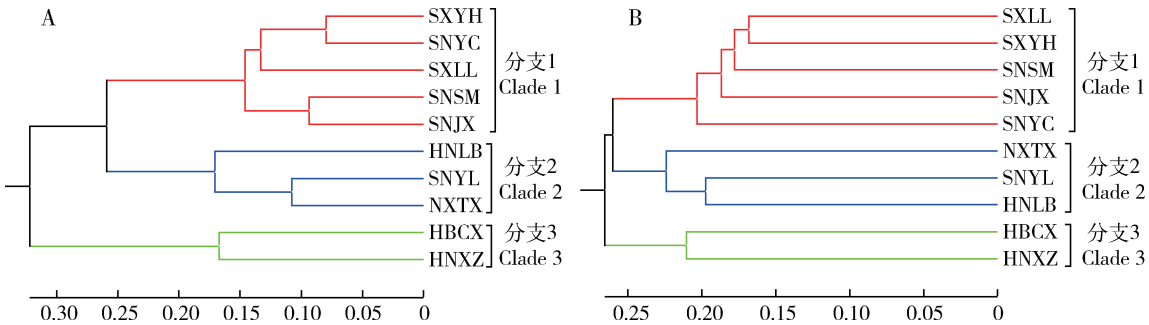 A
SXYH
SNYC
SXLL
SNSM
SNJX
分支1
Clade 1
HNLB
SNYL
NXTX
分支2
Clade 2
HBCX
HNXZ
分支3
Clade 3
0.30 0.25 0.20 0.15 0.10 0.05 0
B
SXLL
SXYH
SNSM
SNJX
SNYC
分支1
Clade 1
NXTX
SNYL
HNLB
分支2
Clade 2
HBCX
HNXZ
分支3
Clade 3
0.25 0.20 0.15 0.10 0.05 0